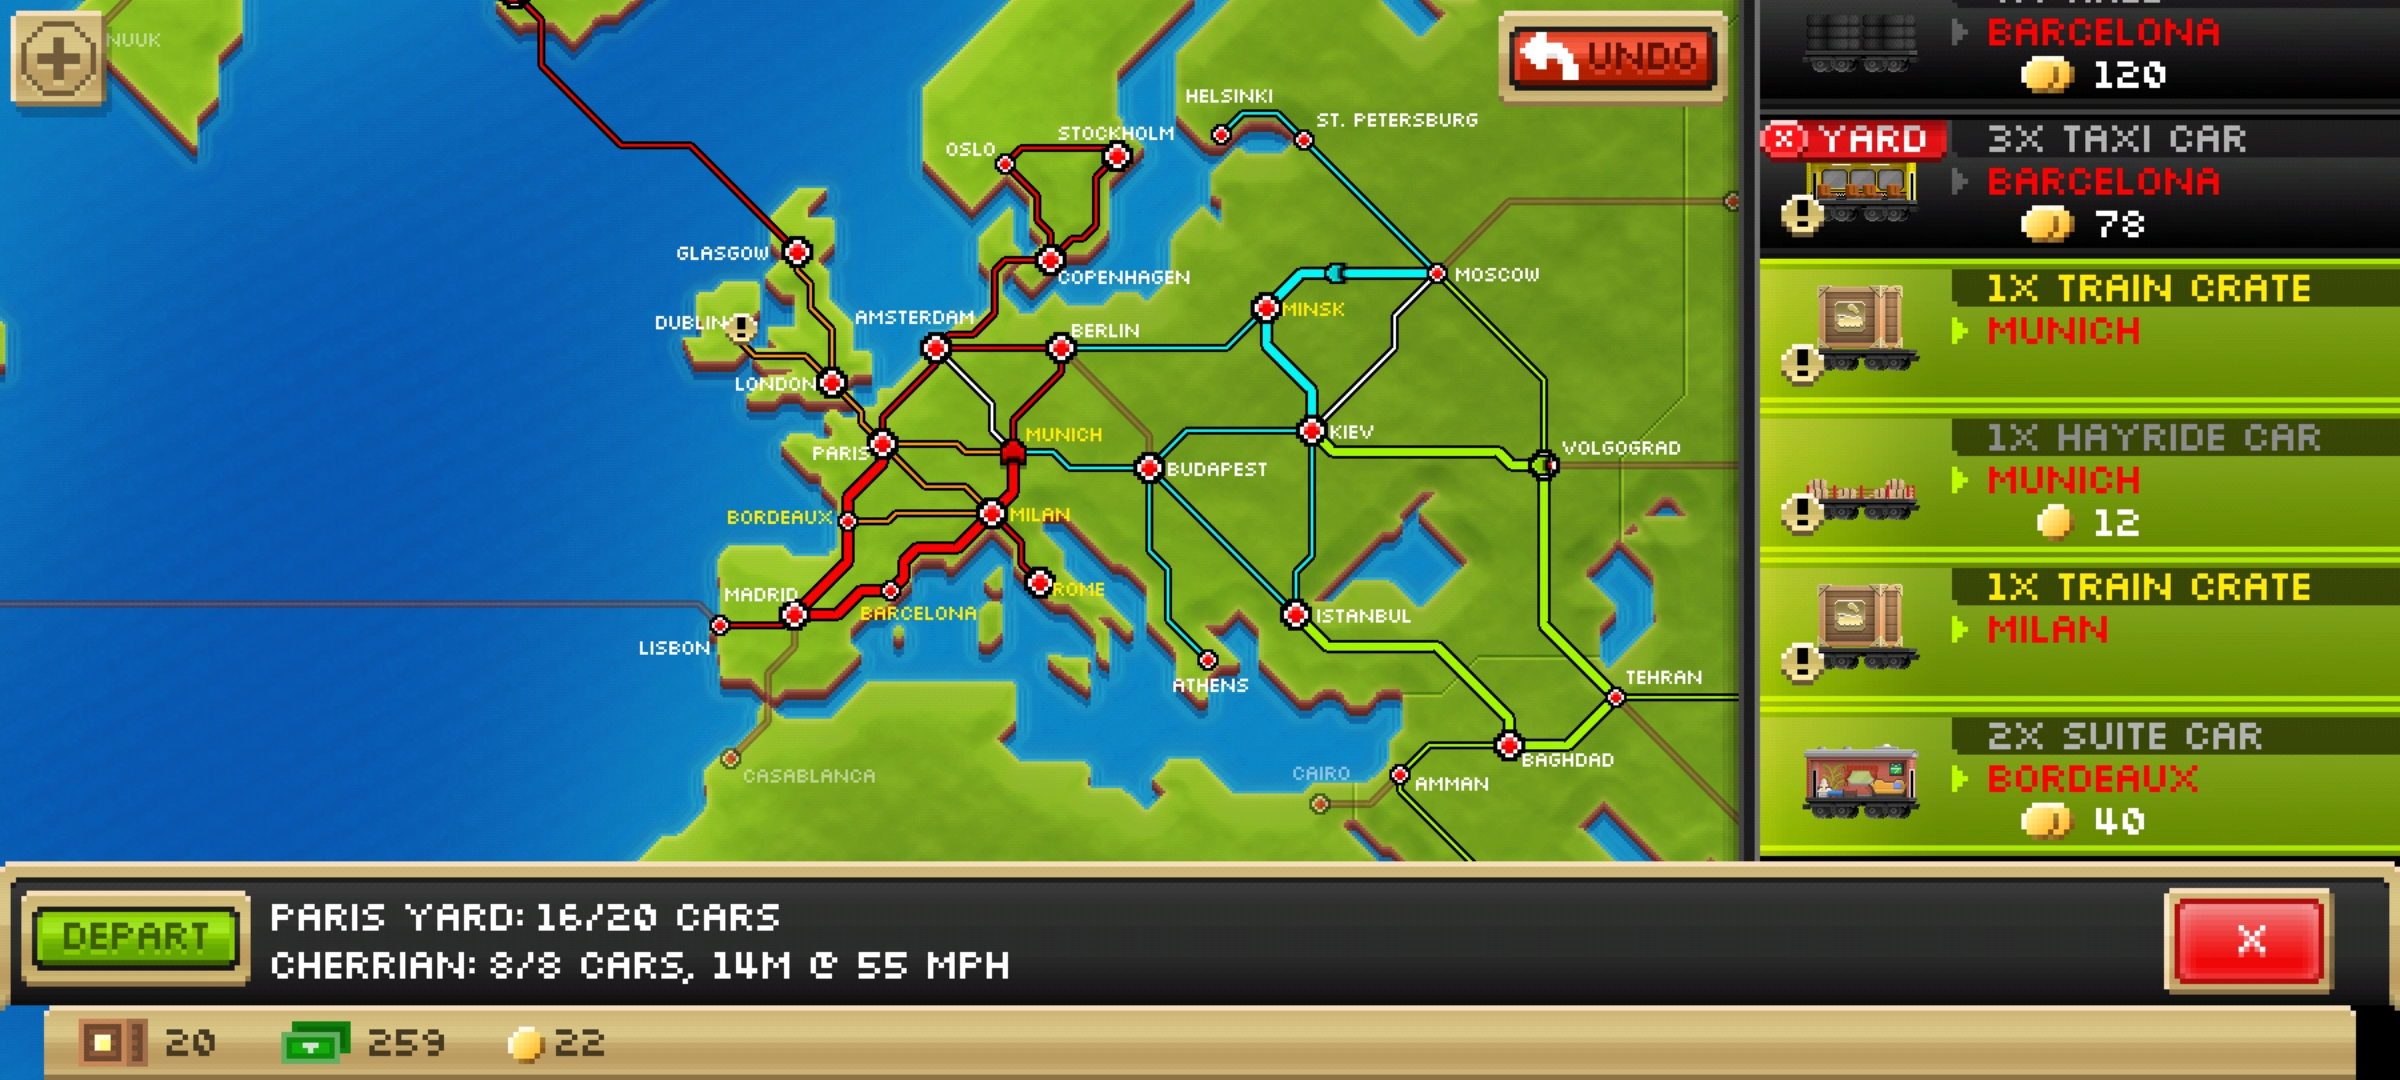 NUUK
UNDO
HELSINKI
ST. PETERSBURG
STOCKHOLM
OSLO
GLASGOW
COPENHAGEN
MOSCOW
AMSTERDAM
MINSK
DUBLIN
BERLIN
LONDON
MUNICH
KIEV
PARIS
VOLGOGRAD
BUDAPEST
BORDEAUX
MILAN
MADRID
ROME
BARCELONA
ISTANBUL
LISBON
ATHENS
TEHRAN
CASABLANCA
CAIRO
BAGHDAD
AMMAN
BARCELONA
120
YARD
3X TAXI CAR
BARCELONA
78
1X TRAIN CRATE
MUNICH
1X HAYRIDE CAR
MUNICH
12
1X TRAIN CRATE
MILAN
2X SUITE CAR
BORDEAUX
40
DEPART
PARIS YARD: 16/20 CARS
CHERRIAN: 8/8 CARS, 14M @ 55 MPH
X
20
259
22